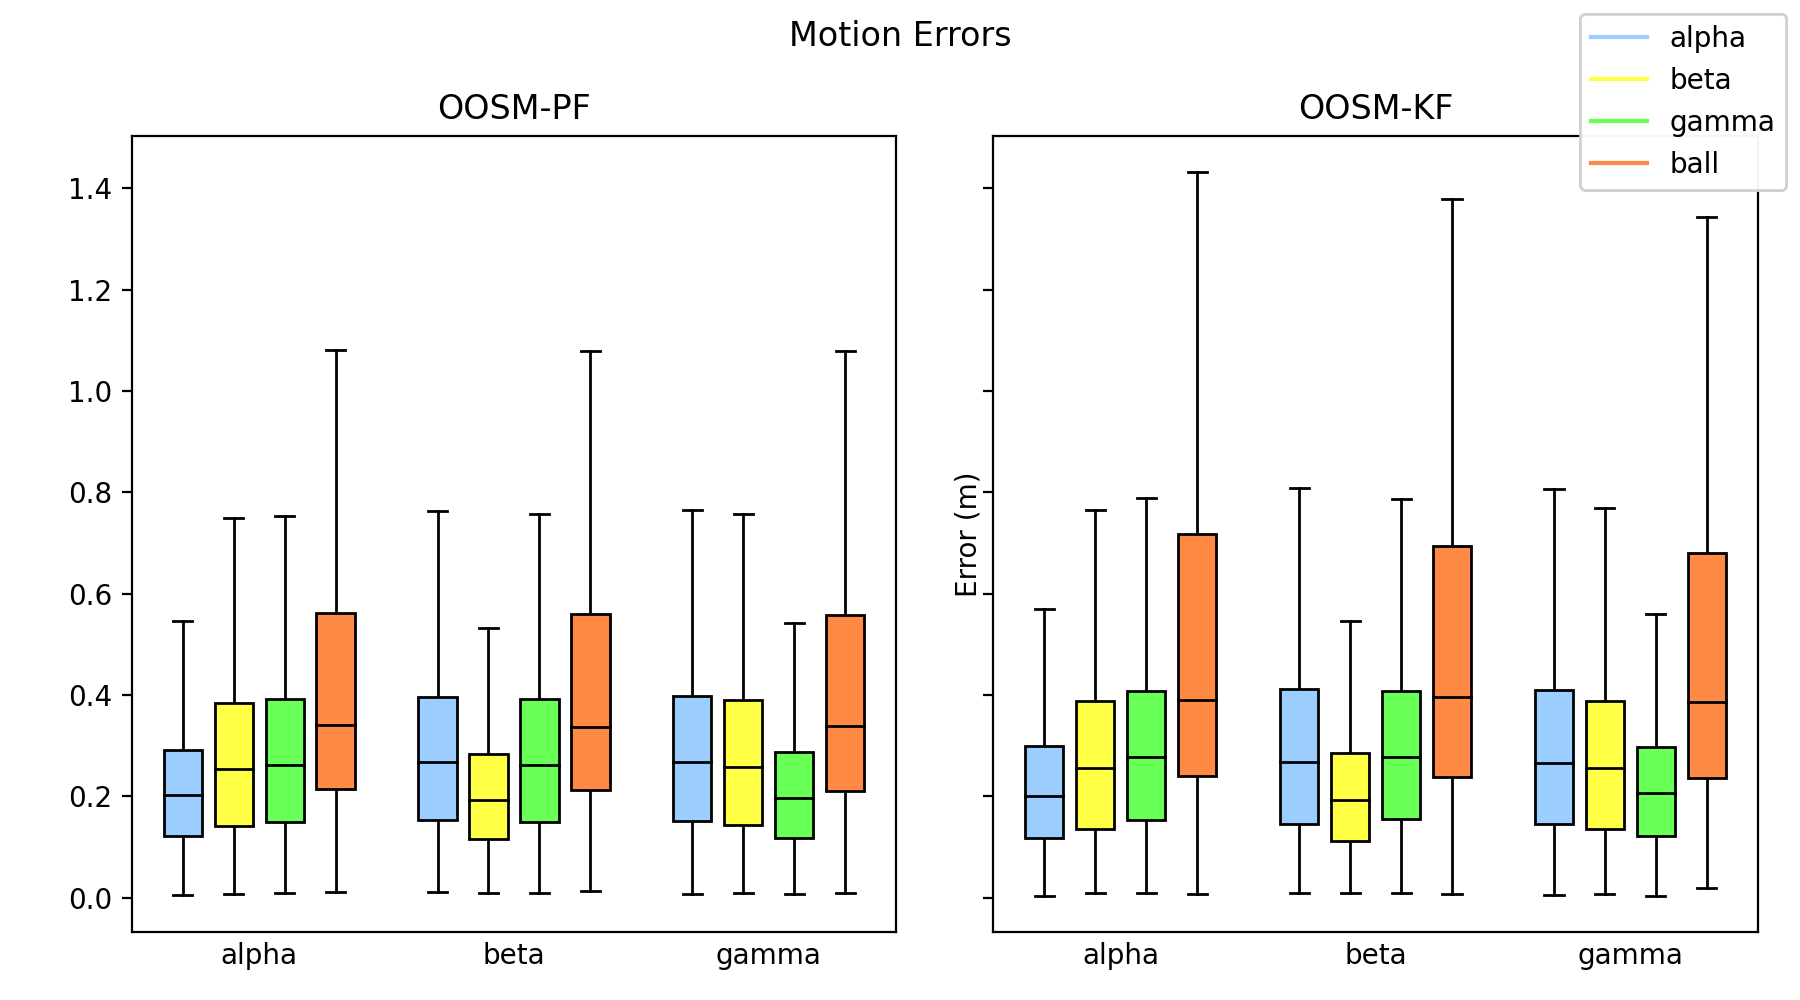 Motion Errors
alpha
beta
gamma
ball
OOSM-PF
1.4
1.2
1.0
0.8
0.6
0.4
0.2
0.0
alpha beta gamma
OOSM-KF
Error (m)
alpha beta gamma